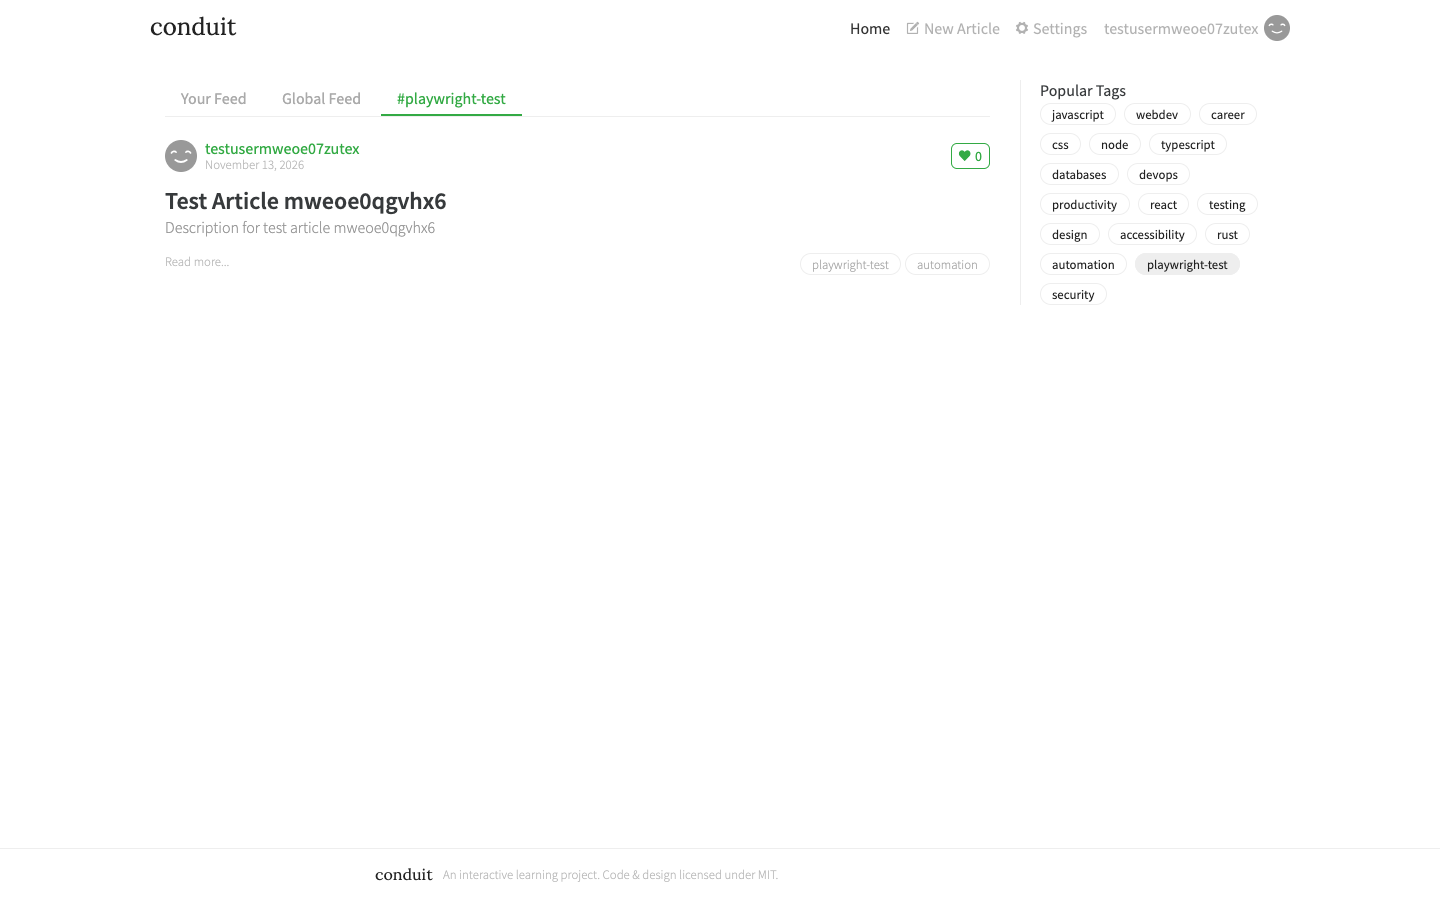 conduit
Home New Article Settings testusermweoe07zutex
Your Feed Global Feed #playwright-test
testusermweoe07zutex
November 13, 2026
0
Test Article mweoe0qgvhx6
Description for test article mweoe0qgvhx6
Read more...
playwright-test automation
Popular Tags
javascript webdev career
css node typescript
databases devops
productivity react testing
design accessibility rust
automation playwright-test
security
conduit An interactive learning project. Code & design licensed under MIT.